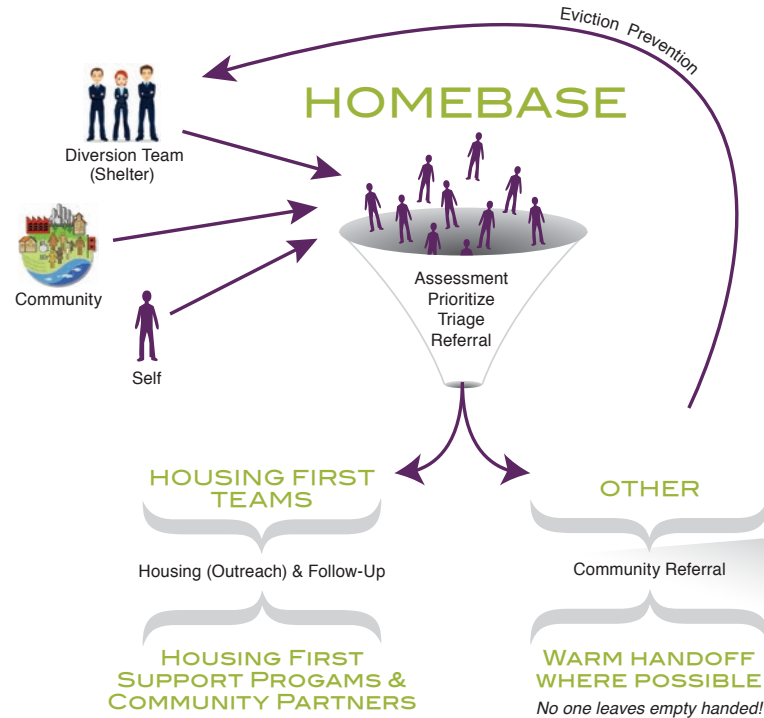 Eviction Prevention
HOMEBASE
Diversion Team
(Shelter)
Community
Self
Assessment
Prioritize
Triage
Referral
HOUSING FIRST
TEAMS
Housing (Outreach) & Follow-Up
HOUSING FIRST
SUPPORT PROGAMS &
COMMUNITY PARTNERS
OTHER
Community Referral
WARM HANDOFF
WHERE POSSIBLE
No one leaves empty handed!